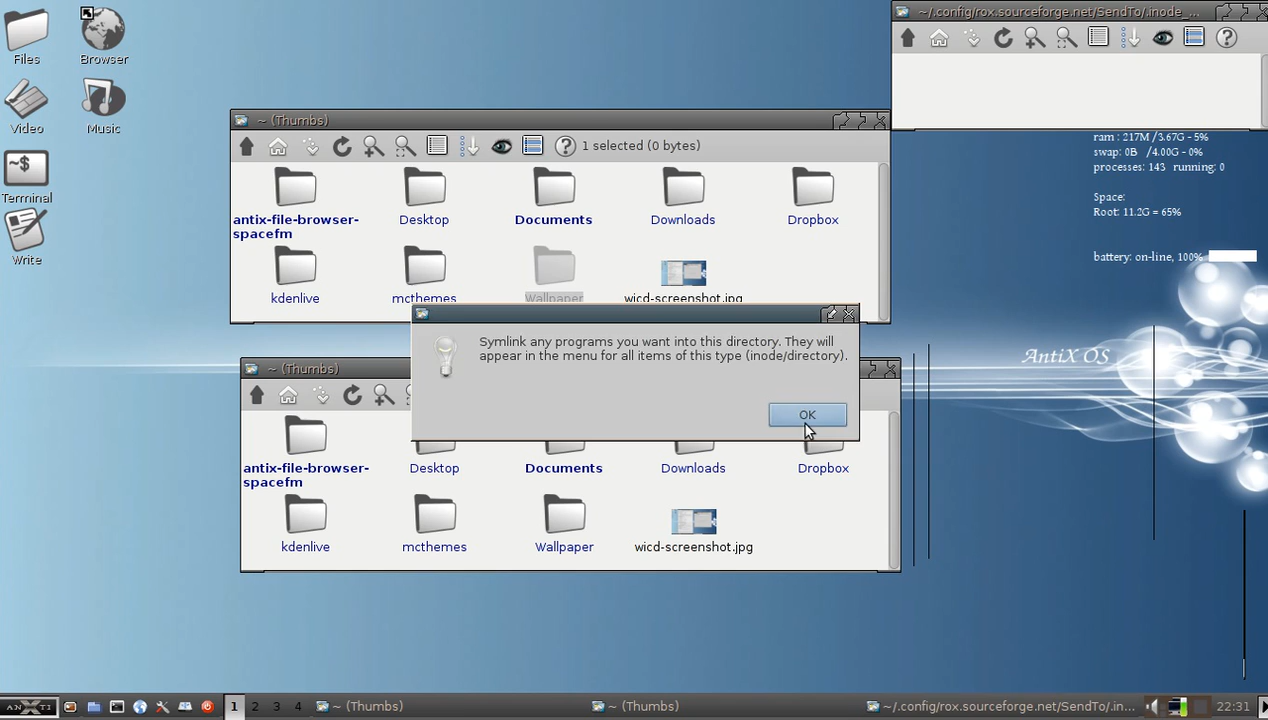 Files
Browser
Video
Music
Terminal
Write
~$
~/.config/rox.sourceforge.net/SendTo/.inode_...
~ (Thumbs)
1 selected (0 bytes)
antix-file-browser-
spacefm
Desktop
Documents
Downloads
Dropbox
kdenlive
mcthemes
Wallpaper
wicd-screenshot.jpg
ram : 217M /3.67G - 5%
swap: 0B /4.00G - 0%
processes: 143 running: 0
Space:
Root: 11.2G = 65%
battery: on-line, 100%
AntiX OS
Symlink any programs you want into this directory. They will
appear in the menu for all items of this type (inode/directory).
OK
~ (Thumbs)
antix-file-browser-
spacefm
Desktop
Documents
Downloads
Dropbox
kdenlive
mcthemes
Wallpaper
wicd-screenshot.jpg
1 2 3 4
~ (Thumbs)
~ (Thumbs)
~/.config/rox.sourceforge.net/SendTo/.in...
22:31